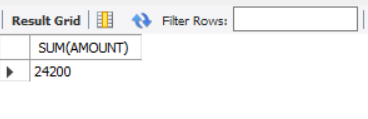 Result Grid Filter Rows:
SUM(AMOUNT)
24200